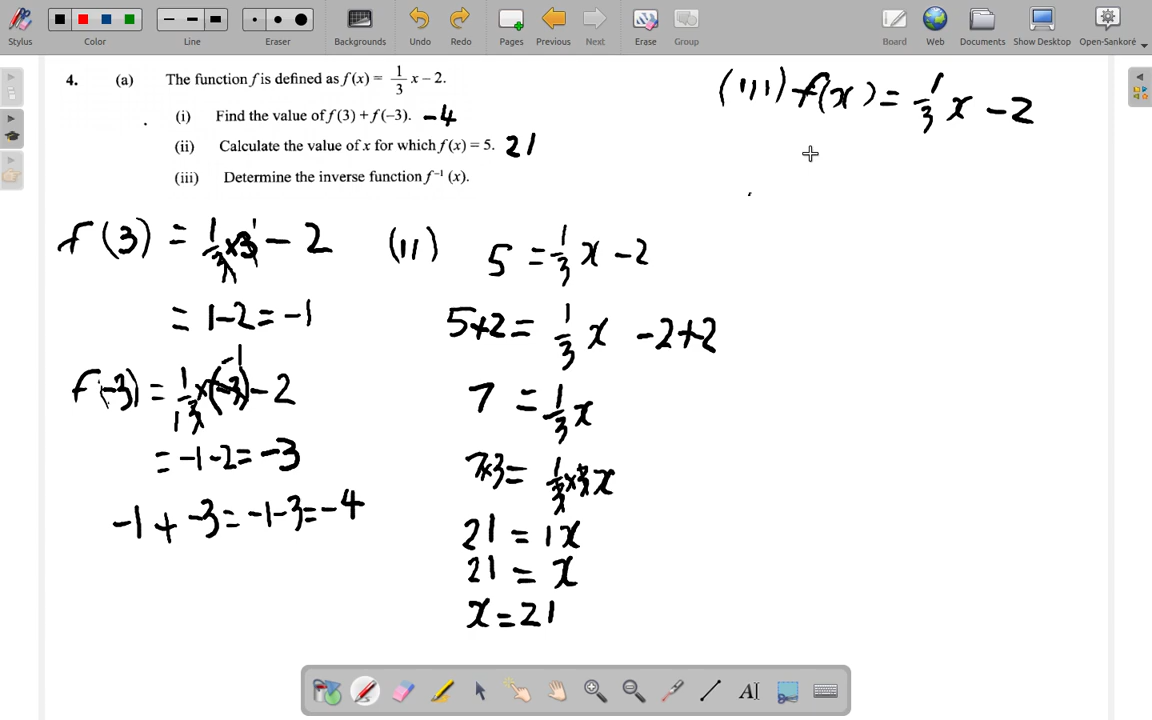 Stylus Color Line Eraser Backgrounds Undo Redo Pages Previous Next Erase Group Board Web Documents Show Desktop Open-Sankoré
4. (a) The function f is defined as f(x) = 1/3 x − 2.
(i) Find the value of f(3) + f(−3). -4
(ii) Calculate the value of x for which f(x) = 5. 21
(iii) Determine the inverse function f⁻¹ (x).
f(3) = 1/3 × 3 1 - 2
= 1-2 = -1
f(-3) = 1/3 × (-3) -1 - 2
1
= -1-2 = -3
-1 + -3 = -1-3 = -4
(ii) 5 = 1/3 x - 2
5+2 = 1/3 x -2+2
7 = 1/3 x
7×3 = 1/3 × 3 x
21 = 1x
21 = x
x = 21
(iii) f(x) = 1/3 x - 2